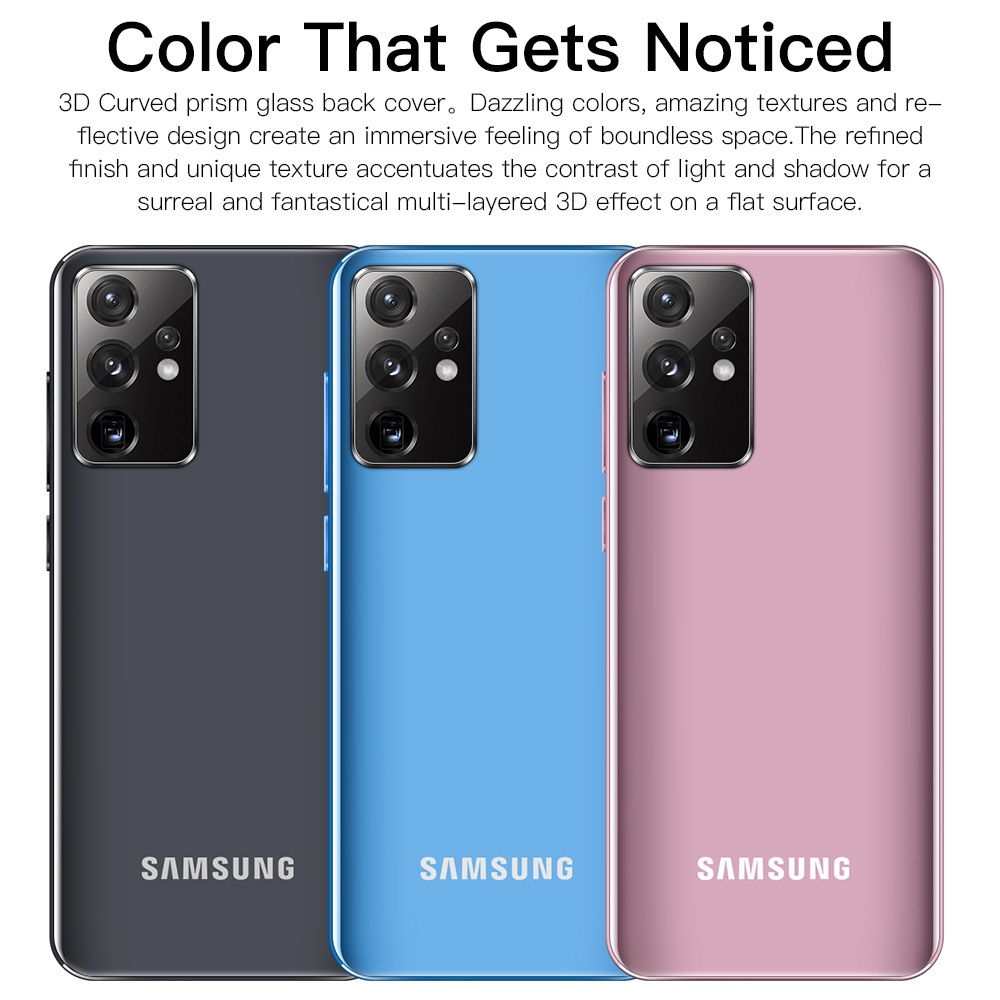 Color That Gets Noticed
3D Curved prism glass back cover。Dazzling colors, amazing textures and re-
flective design create an immersive feeling of boundless space.The refined
finish and unique texture accentuates the contrast of light and shadow for a
surreal and fantastical multi-layered 3D effect on a flat surface.
SAMSUNG
SAMSUNG
SAMSUNG